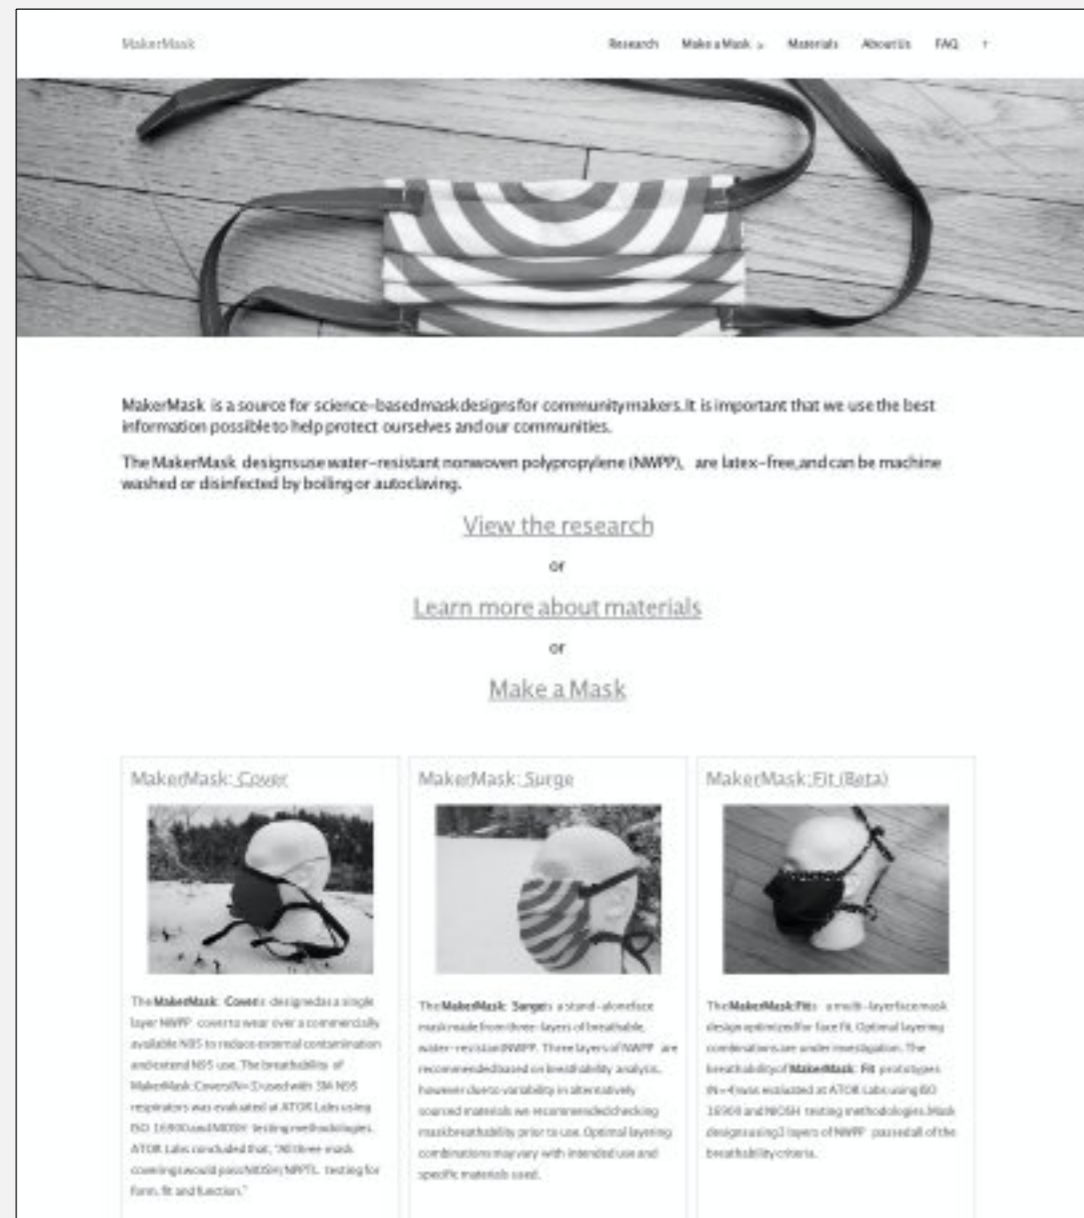 MakerMask
Research Make a Mask Materials About Us FAQ
MakerMask is a source for science-based mask designs for community makers. It is important that we use the best
information possible to help protect ourselves and our communities.
The MakerMask designs use water-resistant nonwoven polypropylene (NWPP), are latex-free, and can be machine
washed or disinfected by boiling or autoclaving.
View the research
or
Learn more about materials
or
Make a Mask
MakerMask: Cover
The MakerMask: Cover is designed as a single
layer NWPP cover to wear over a commercially
available N95 to reduce external contamination
and extend N95 use. The breathability of
MakerMask: Covers (N=3) used with 3M N95
respirators was evaluated at ATOR Labs using
ISO 16900 and NIOSH testing methodologies.
ATOR Labs concluded that, "All three mask
coverings would pass NIOSH NPPTL testing for
form, fit and function."
MakerMask: Surge
The MakerMask: Surge is a stand-alone face
mask made from three-layers of breathable,
water-resistant NWPP. Three layers of NWPP are
recommended based on breathability analysis,
however due to variability in alternatively
sourced materials we recommended checking
mask breathability prior to use. Optimal layering
combinations may vary with intended use and
specific materials used.
MakerMask: Fit (Beta)
The MakerMask: Fit is a multi-layer face mask
design optimized for face fit. Optimal layering
combinations are under investigation. The
breathability of MakerMask: Fit prototypes
(N=4) was evaluated at ATOR Labs using ISO
16900 and NIOSH testing methodologies. Mask
designs using 2 layers of NWPP passed all of the
breathability criteria.